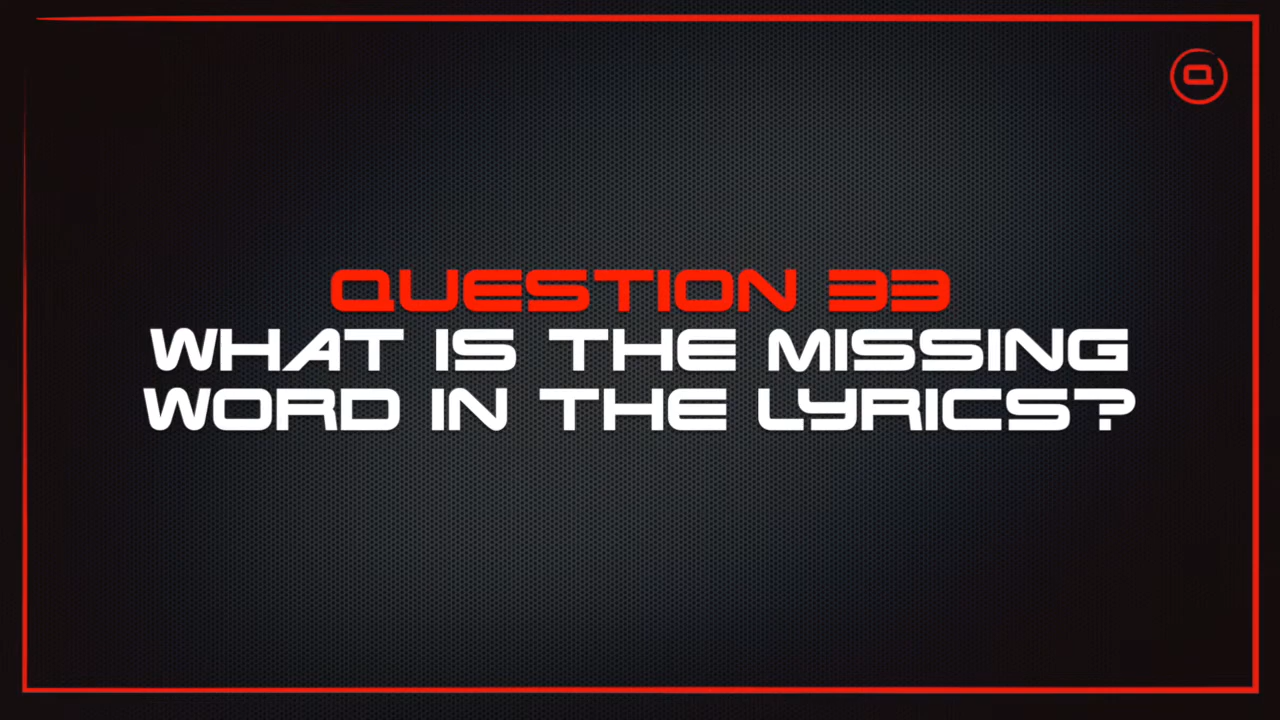 Q
QUESTION 33
WHAT IS THE MISSING
WORD IN THE LYRICS?